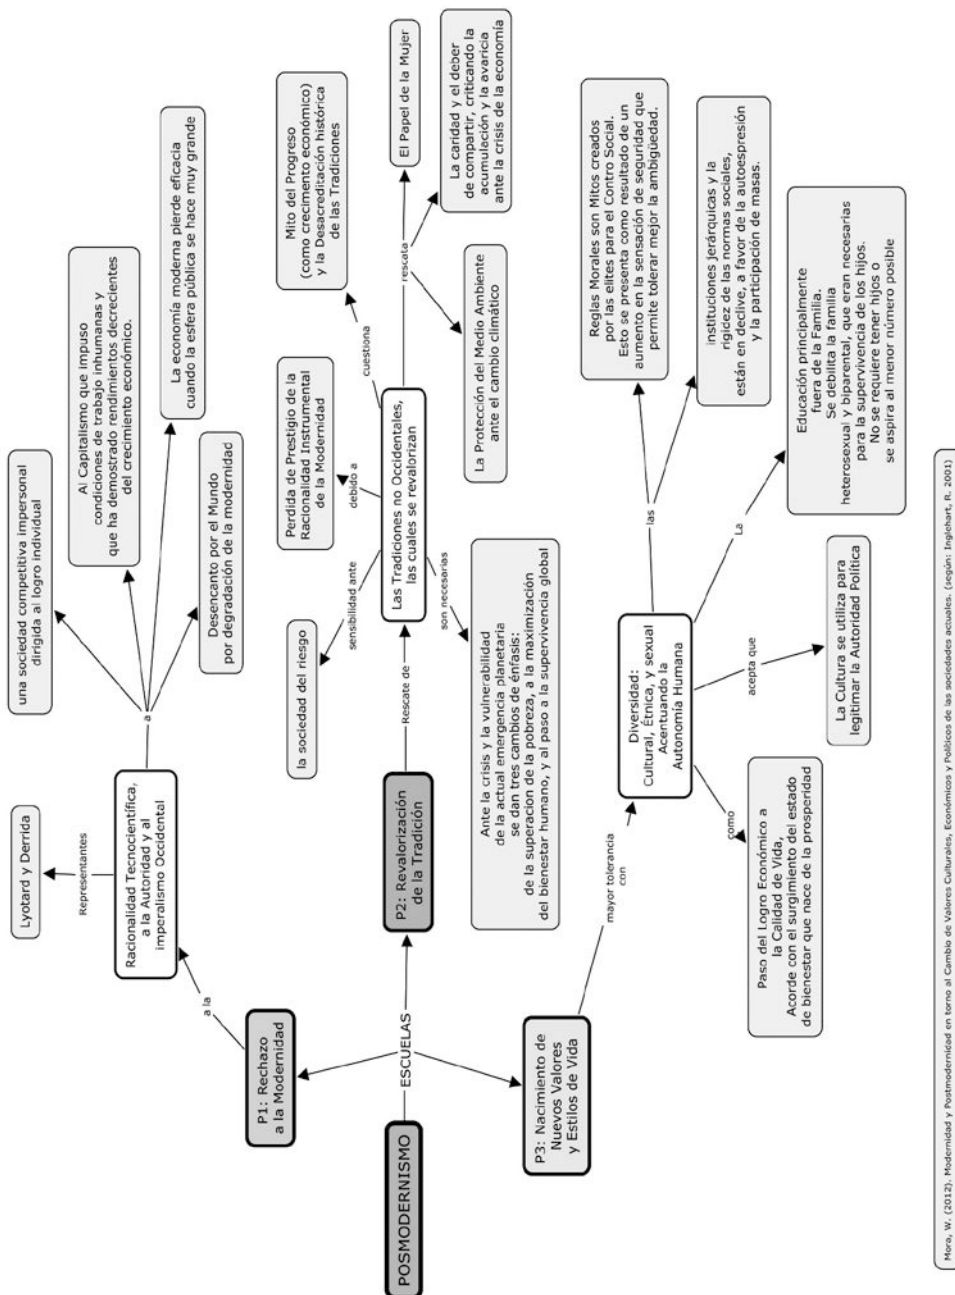 POSMODERNISMO
ESCUELAS
P1: Rechazo
a la Modernidad
a la
Racionalidad Tecnocientífica,
a la Autoridad y al
imperalismo Occidental
Representantes
Lyotard y Derrida
a
una sociedad competitiva impersonal
dirigida al logro individual
Al Capitalismo que impuso
condiciones de trabajo inhumanas y
que ha demostrado rendimientos decrecientes
del crecimiento económico.
La economía moderna pierde eficacia
cuando la esfera pública se hace muy grande
Desencanto por el Mundo
por degradación de la modernidad
P2: Revalorización
de la Tradición
Rescate de
Las Tradiciones no Occidentales,
las cuales se revalorizan
sensibilidad ante
la sociedad del riesgo
debido a
Perdida de Prestigio de la
Racionalidad Instrumental
de la Modernidad
cuestiona
Mito del Progreso
(como crecimiento económico)
y la Desacreditación histórica
de las Tradiciones
rescata
El Papel de la Mujer
La caridad y el deber
de compartir, criticando la
acumulación y la avaricia
ante la crisis de la economía
La Protección del Medio Ambiente
ante el cambio climático
son necesarias
Ante la crisis y la vulnerabilidad
de la actual emergencia planetaria
se dan tres cambios de énfasis:
de la superacion de la pobreza, a la maximización
del bienestar humano, y al paso a la supervivencia global
P3: Nacimiento de
Nuevos Valores
y Estilos de Vida
mayor tolerancia
con
Diversidad:
Cultural, Étnica, y sexual
Acentuando la
Autonomía Humana
las
Reglas Morales son Mitos creados
por las elites para el Contro Social.
Esto se presenta como resultado de un
aumento en la sensación de seguridad que
permite tolerar mejor la ambigüedad.
instituciones jerárquicas y la
rigidez de las normas sociales,
están en declive, a favor de la autoespresión
y la participación de masas.
La
Educación principalmente
fuera de la Familia.
Se debilita la familia
heterosexual y biparental, que eran necesarias
para la supervivencia de los hijos.
No se requiere tener hijos o
se aspira al menor número posible
acepta que
La Cultura se utiliza para
legitimar la Autoridad Política
como
Paso del Logro Económico a
la Calidad de Vida,
Acorde con el surgimiento del estado
de bienestar que nace de la prosperidad
Mora, W. (2012). Modernidad y Postmodernidad en torno al Cambio de Valores Culturales, Económicos y Políticos de las sociedades actuales. (según: Inglehart, R. 2001)